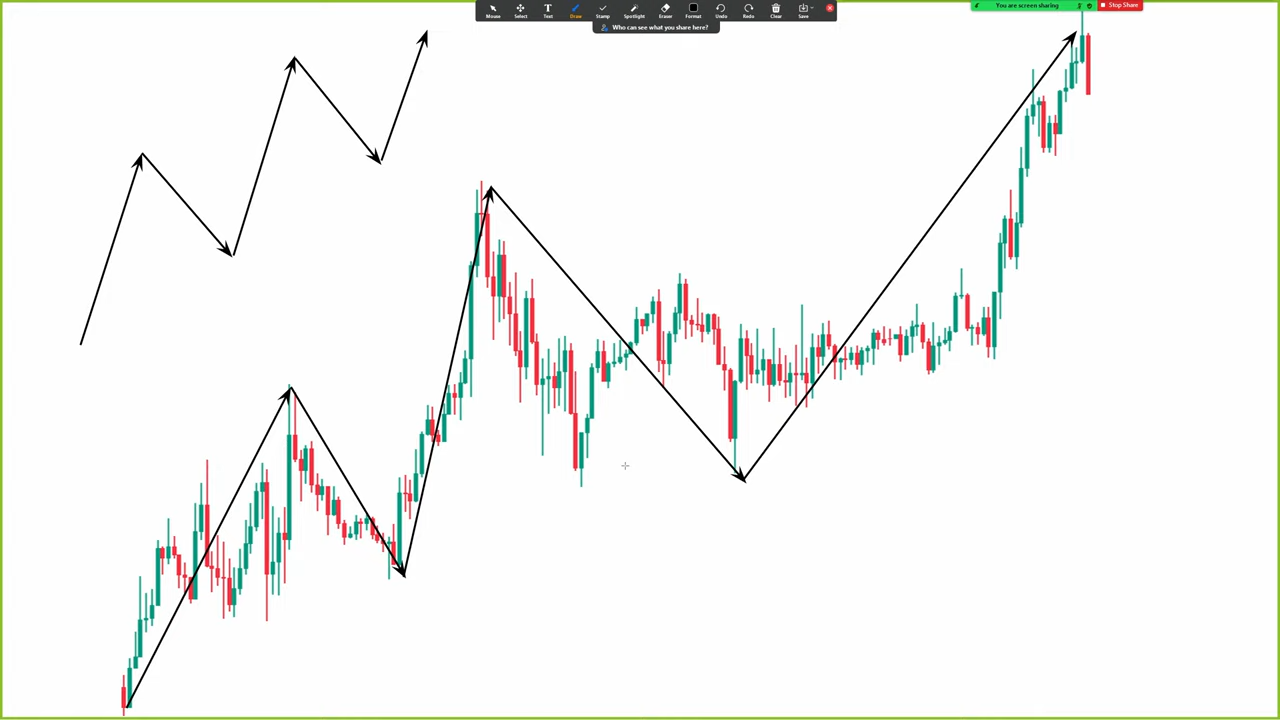 You are screen sharing
Stop Share
Mouse Select Text Draw Stamp Spotlight Eraser Format Undo Redo Clear Save
Who can see what you share here?